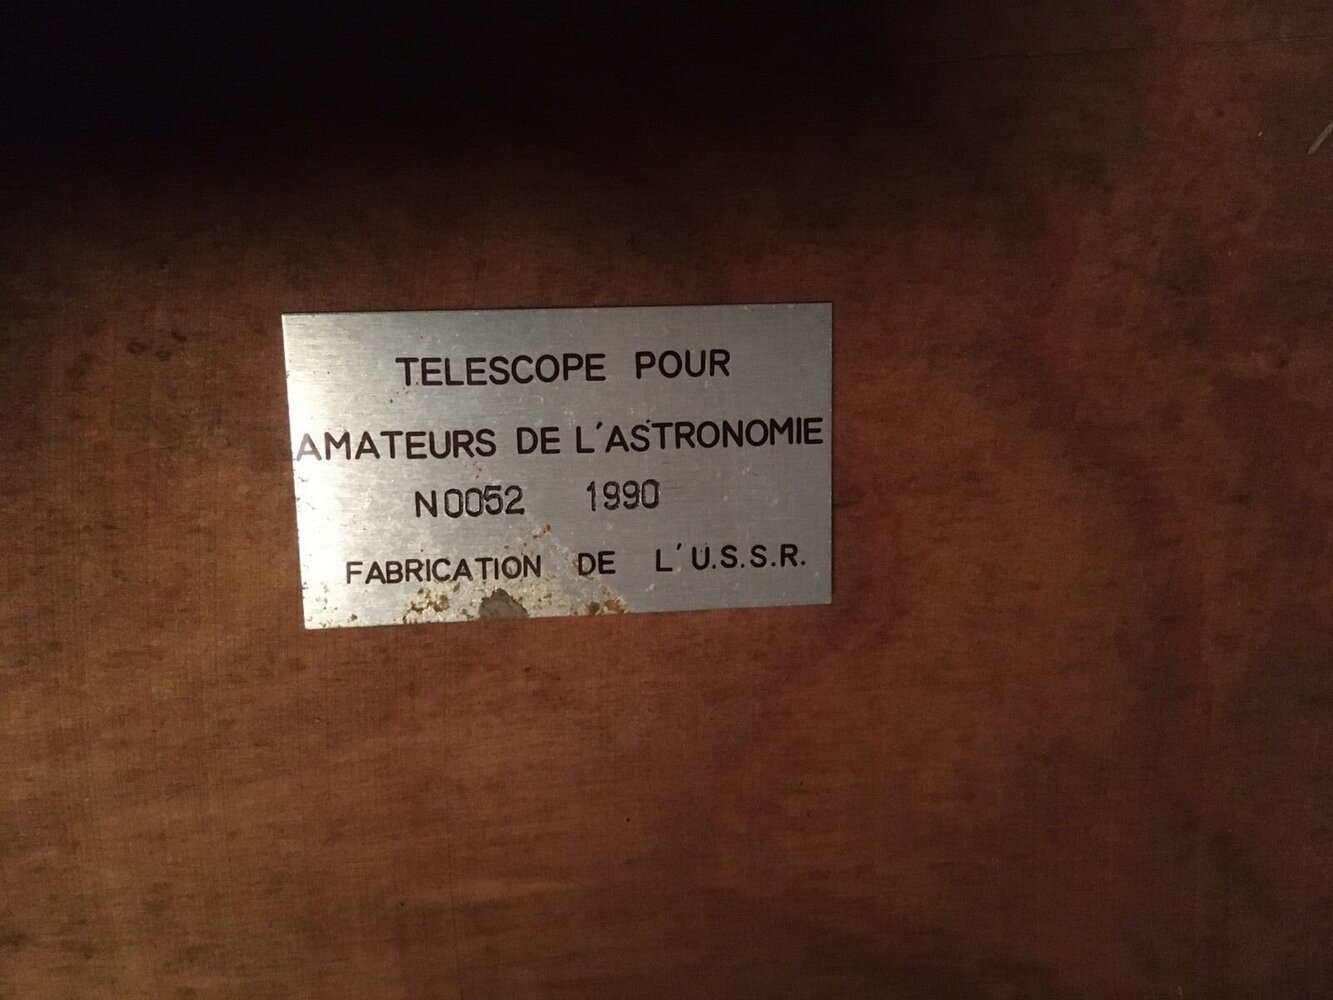 TELESCOPE POUR
AMATEURS DE L'ASTRONOMIE
N0052 1990
FABRICATION DE L'U.S.S.R.